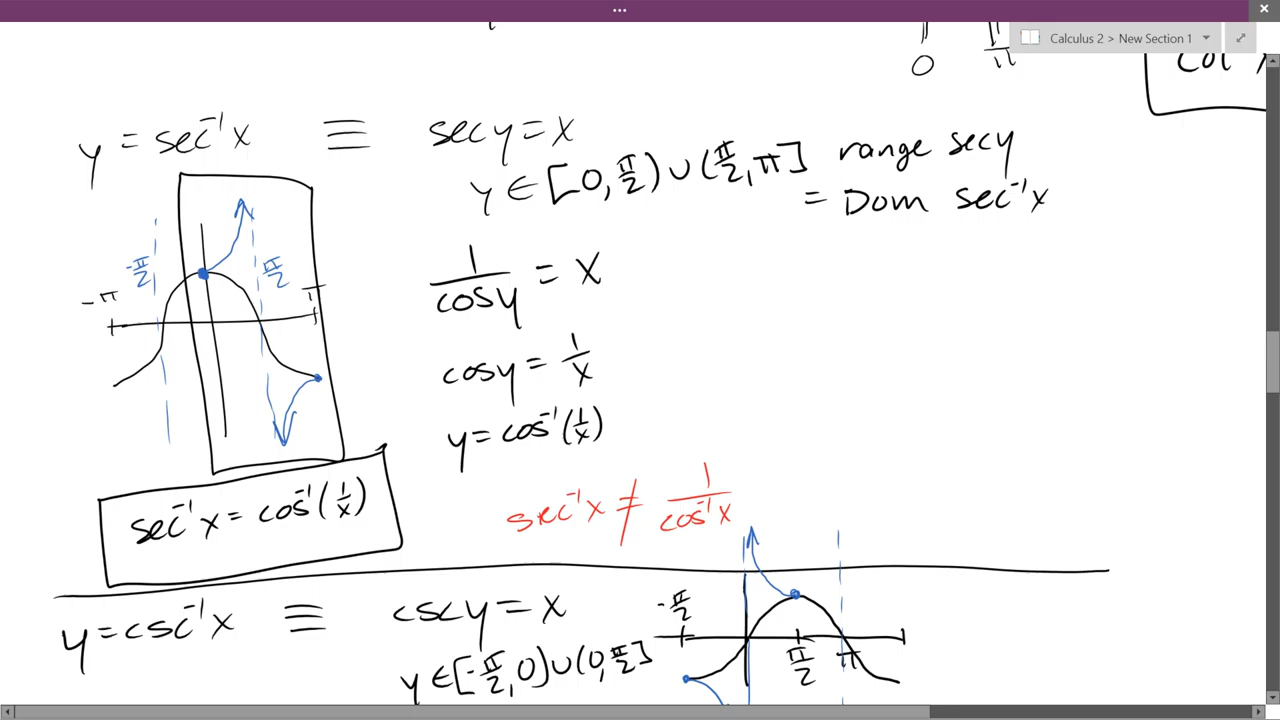 ...
Calculus 2 > New Section 1
0 π
y = sec⁻¹x ≡ sec y = x
y ∈ [0, π/2) ∪ (π/2, π] range sec y
= Dom sec⁻¹x
-π -π/2 π/2 π
1/cos y = x
cos y = 1/x
y = cos⁻¹(1/x)
sec⁻¹x = cos⁻¹(1/x)
sec⁻¹x ≠ 1/cos⁻¹x
y = csc⁻¹x ≡ csc y = x
y ∈ [-π/2, 0) ∪ (0, π/2]
-π/2 π/2 π